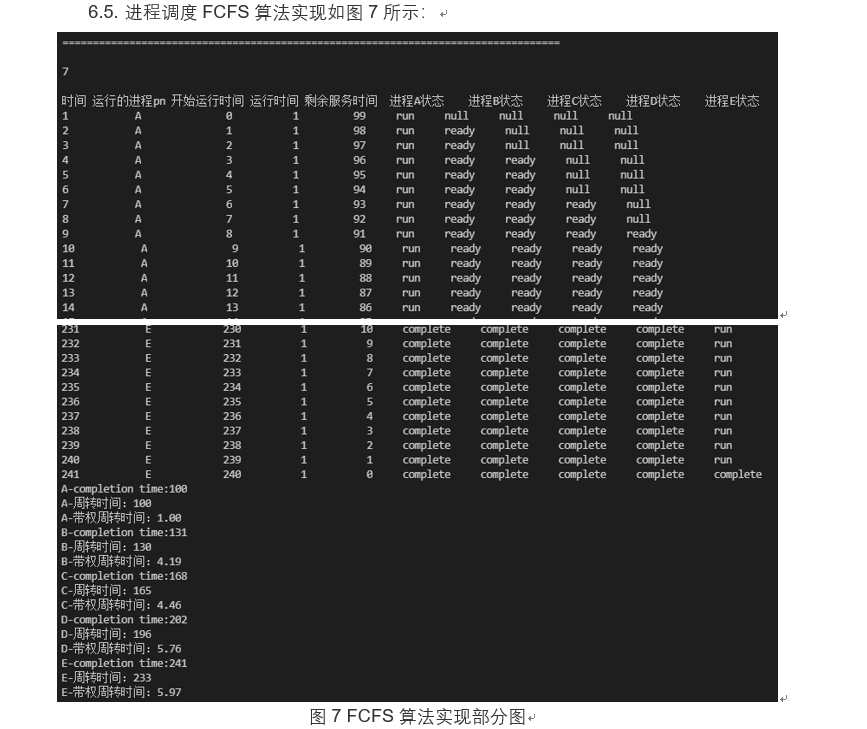 6.5. 进程调度 FCFS 算法实现如图 7 所示：
================================================================================
7
时间 运行的进程pn 开始运行时间 运行时间 剩余服务时间 进程A状态 进程B状态 进程C状态 进程D状态 进程E状态
1 A 0 1 99 run null null null null
2 A 1 1 98 run ready null null null
3 A 2 1 97 run ready null null null
4 A 3 1 96 run ready ready null null
5 A 4 1 95 run ready ready null null
6 A 5 1 94 run ready ready null null
7 A 6 1 93 run ready ready ready null
8 A 7 1 92 run ready ready ready null
9 A 8 1 91 run ready ready ready ready
10 A 9 1 90 run ready ready ready ready
11 A 10 1 89 run ready ready ready ready
12 A 11 1 88 run ready ready ready ready
13 A 12 1 87 run ready ready ready ready
14 A 13 1 86 run ready ready ready ready
231 E 230 1 10 complete complete complete complete run
232 E 231 1 9 complete complete complete complete run
233 E 232 1 8 complete complete complete complete run
234 E 233 1 7 complete complete complete complete run
235 E 234 1 6 complete complete complete complete run
236 E 235 1 5 complete complete complete complete run
237 E 236 1 4 complete complete complete complete run
238 E 237 1 3 complete complete complete complete run
239 E 238 1 2 complete complete complete complete run
240 E 239 1 1 complete complete complete complete run
241 E 240 1 0 complete complete complete complete complete
A-completion time:100
A-周转时间：100
A-带权周转时间：1.00
B-completion time:131
B-周转时间：130
B-带权周转时间：4.19
C-completion time:168
C-周转时间：165
C-带权周转时间：4.46
D-completion time:202
D-周转时间：196
D-带权周转时间：5.76
E-completion time:241
E-周转时间：233
E-带权周转时间：5.97
图 7 FCFS 算法实现部分图